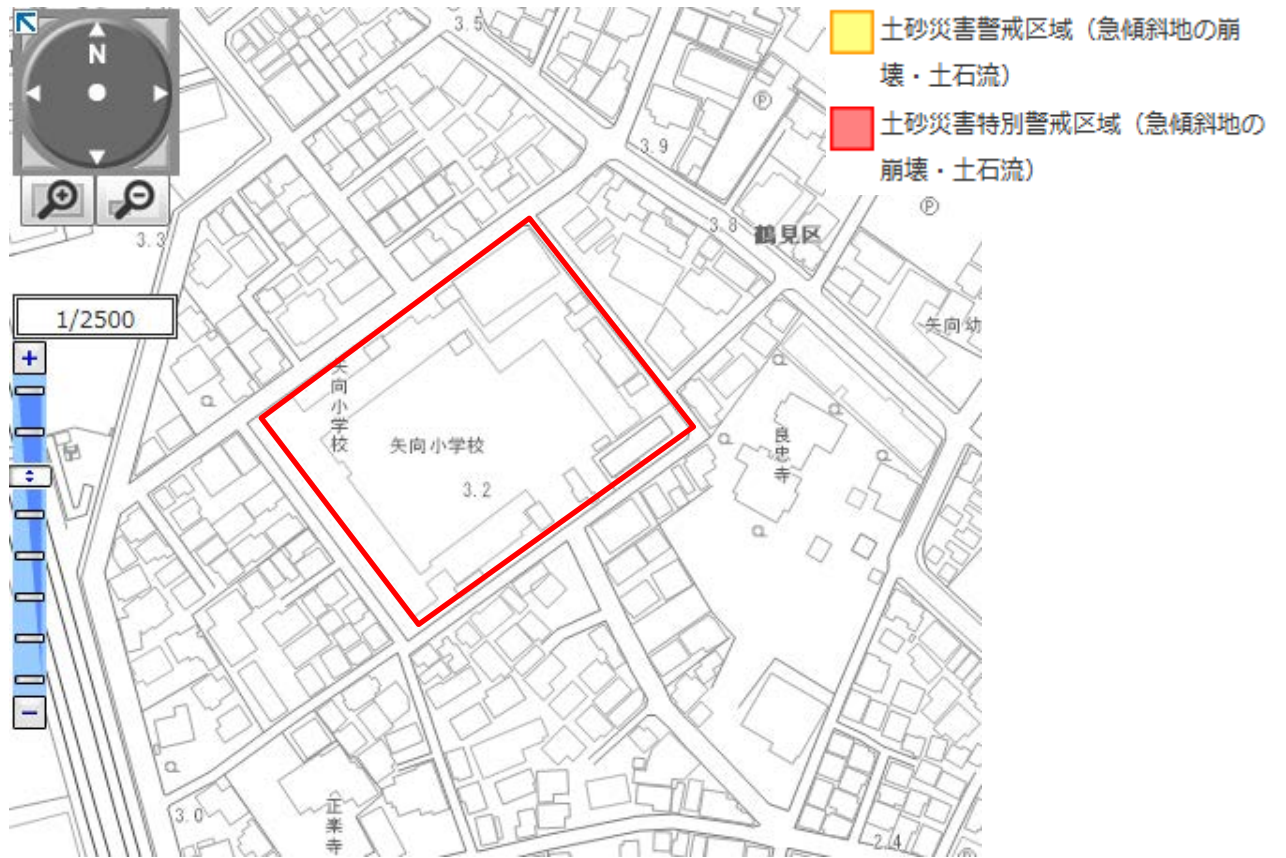 N
3.5
土砂災害警戒区域（急傾斜地の崩
壊・土石流）
土砂災害特別警戒区域（急傾斜地の
崩壊・土石流）
P
3.9
P
3.8
鶴見区
3.3
1/2500
矢向幼
+
矢向小学校
矢向小学校
良忠寺
3.2
−
3.0
正楽寺
2.4
P